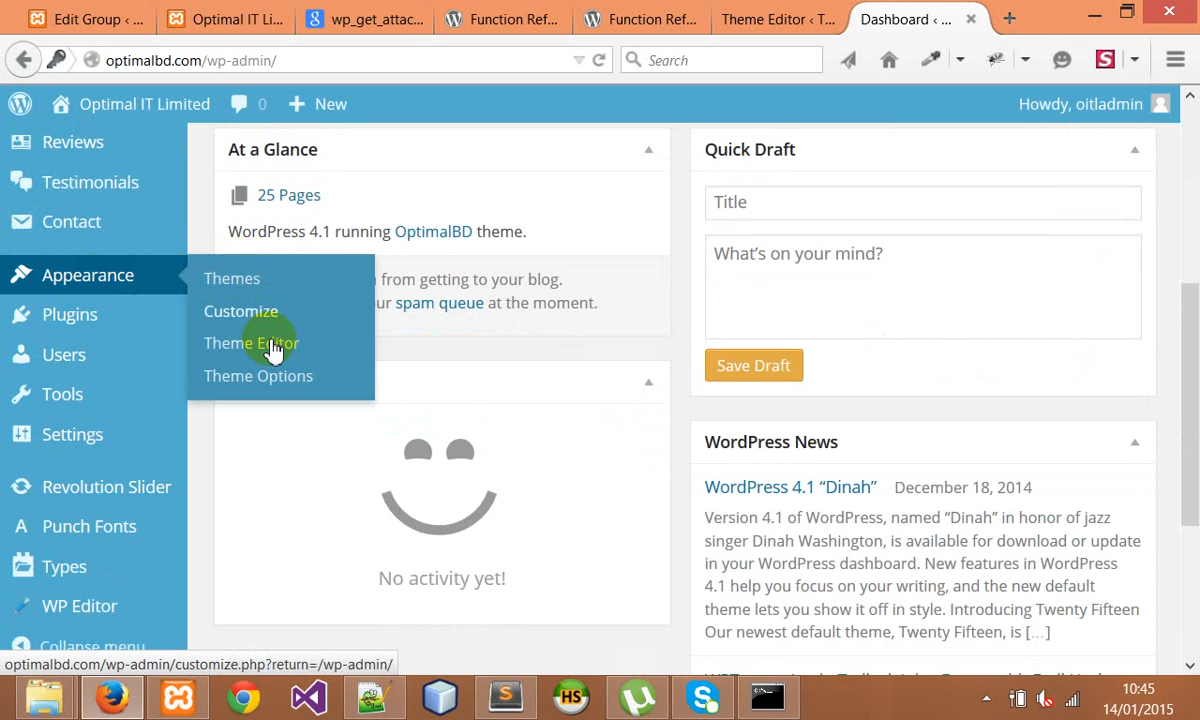 Edit Group ‹ ...
Optimal IT Li...
wp_get_attac...
Function Ref...
Function Ref...
Theme Editor ‹ T...
Dashboard ‹ ...
optimalbd.com/wp-admin/
Search
Optimal IT Limited
0
New
Howdy, oitladmin
Reviews
Testimonials
Contact
Appearance
Plugins
Users
Tools
Settings
Revolution Slider
Punch Fonts
Types
WP Editor
Collapse menu
Themes
Customize
Theme Editor
Theme Options
At a Glance
25 Pages
WordPress 4.1 running OptimalBD theme.
from getting to your blog.
spam queue at the moment.
No activity yet!
Quick Draft
Title
What's on your mind?
Save Draft
WordPress News
WordPress 4.1 “Dinah” December 18, 2014
Version 4.1 of WordPress, named “Dinah” in honor of jazz
singer Dinah Washington, is available for download or update
in your WordPress dashboard. New features in WordPress
4.1 help you focus on your writing, and the new default
theme lets you show it off in style. Introducing Twenty Fifteen
Our newest default theme, Twenty Fifteen, is […]
optimalbd.com/wp-admin/customize.php?return=/wp-admin/
10:45
14/01/2015